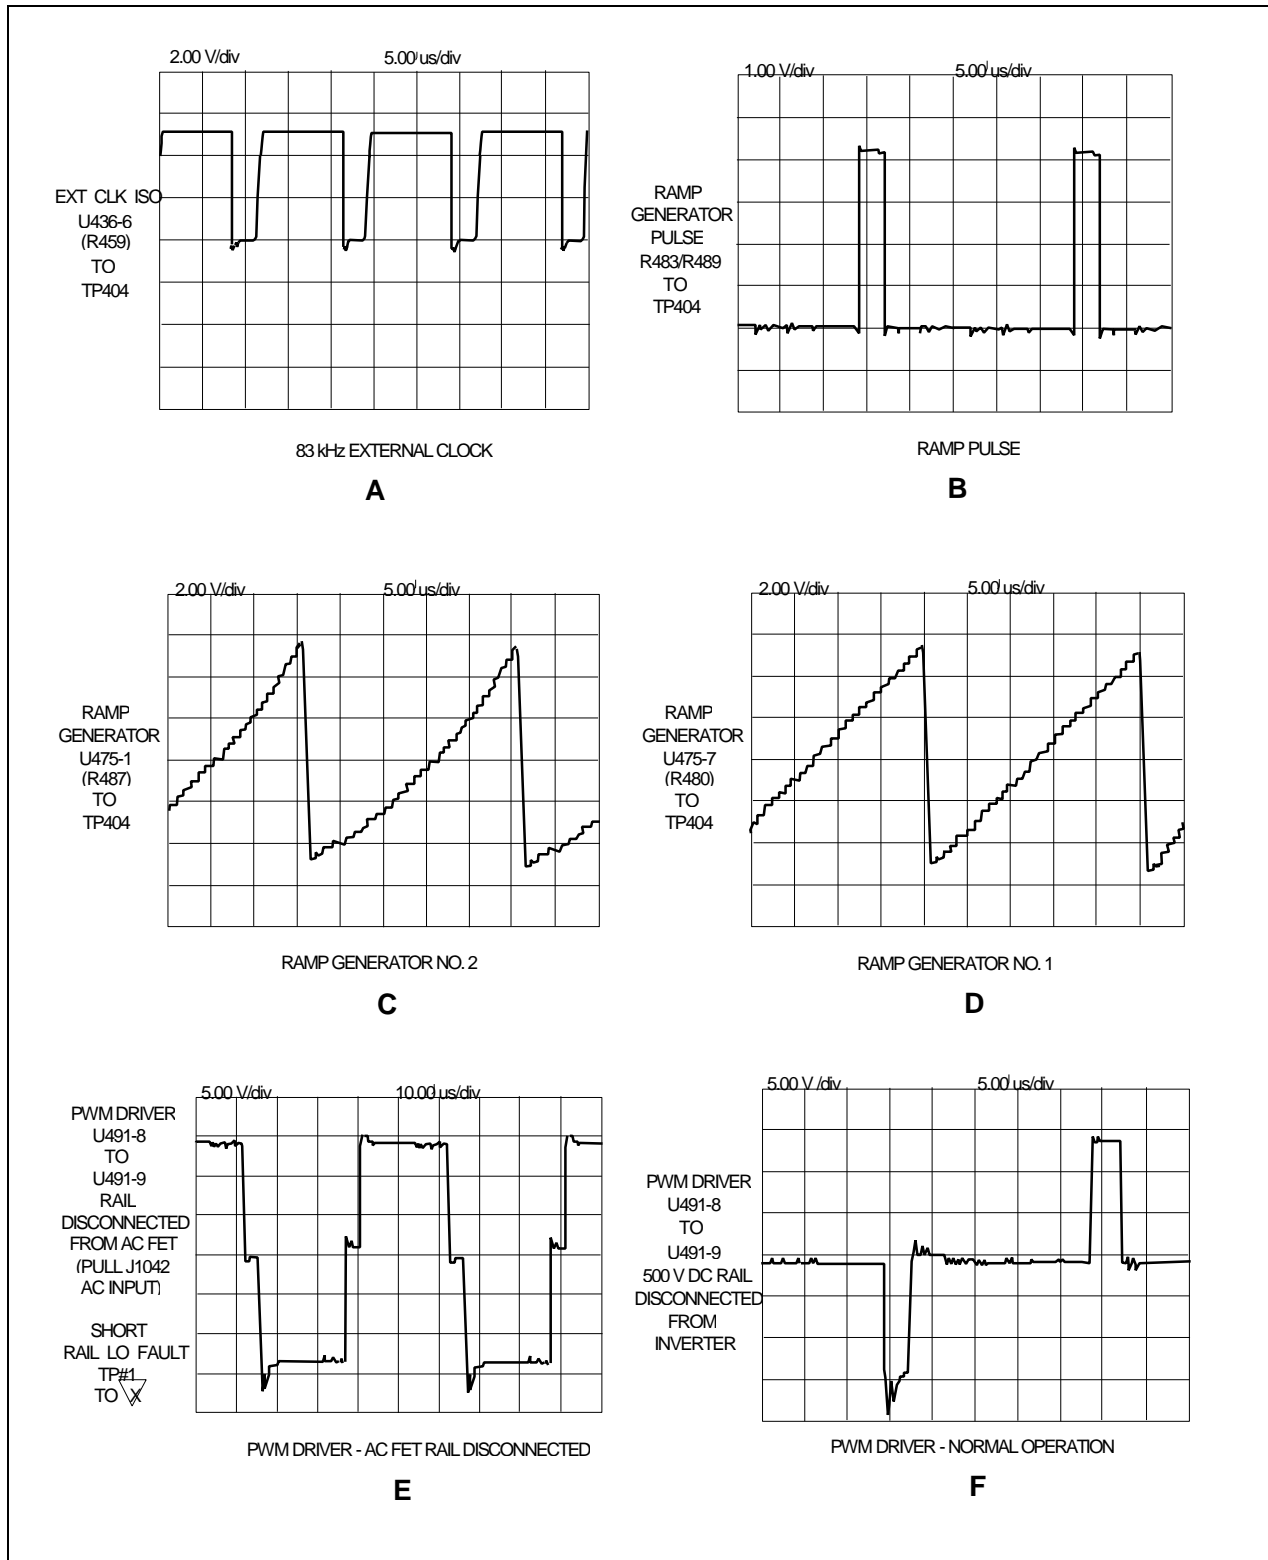 2.00 V/div 5.00 us/div
EXT CLK ISO
U436-6
(R459)
TO
TP404
83 kHz EXTERNAL CLOCK
A
1.00 V/div 5.00 us/div
RAMP
GENERATOR
PULSE
R483/R489
TO
TP404
RAMP PULSE
B
2.00 V/div 5.00 us/div
RAMP
GENERATOR
U475-1
(R487)
TO
TP404
RAMP GENERATOR NO. 2
C
2.00 V/div 5.00 us/div
RAMP
GENERATOR
U475-7
(R480)
TO
TP404
RAMP GENERATOR NO. 1
D
5.00 V/div 10.00 us/div
PWM DRIVER
U491-8
TO
U491-9
RAIL
DISCONNECTED
FROM AC FET
(PULL J1042
AC INPUT)
SHORT
RAIL LO FAULT
TP#1
TO X
PWM DRIVER - AC FET RAIL DISCONNECTED
E
5.00 V /div 5.00 us/div
PWM DRIVER
U491-8
TO
U491-9
500 V DC RAIL
DISCONNECTED
FROM
INVERTER
PWM DRIVER - NORMAL OPERATION
F